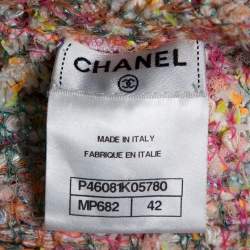 CHANEL
MADE IN ITALY
FABRIQUE EN ITALIE
P46081K05780
MP682 42